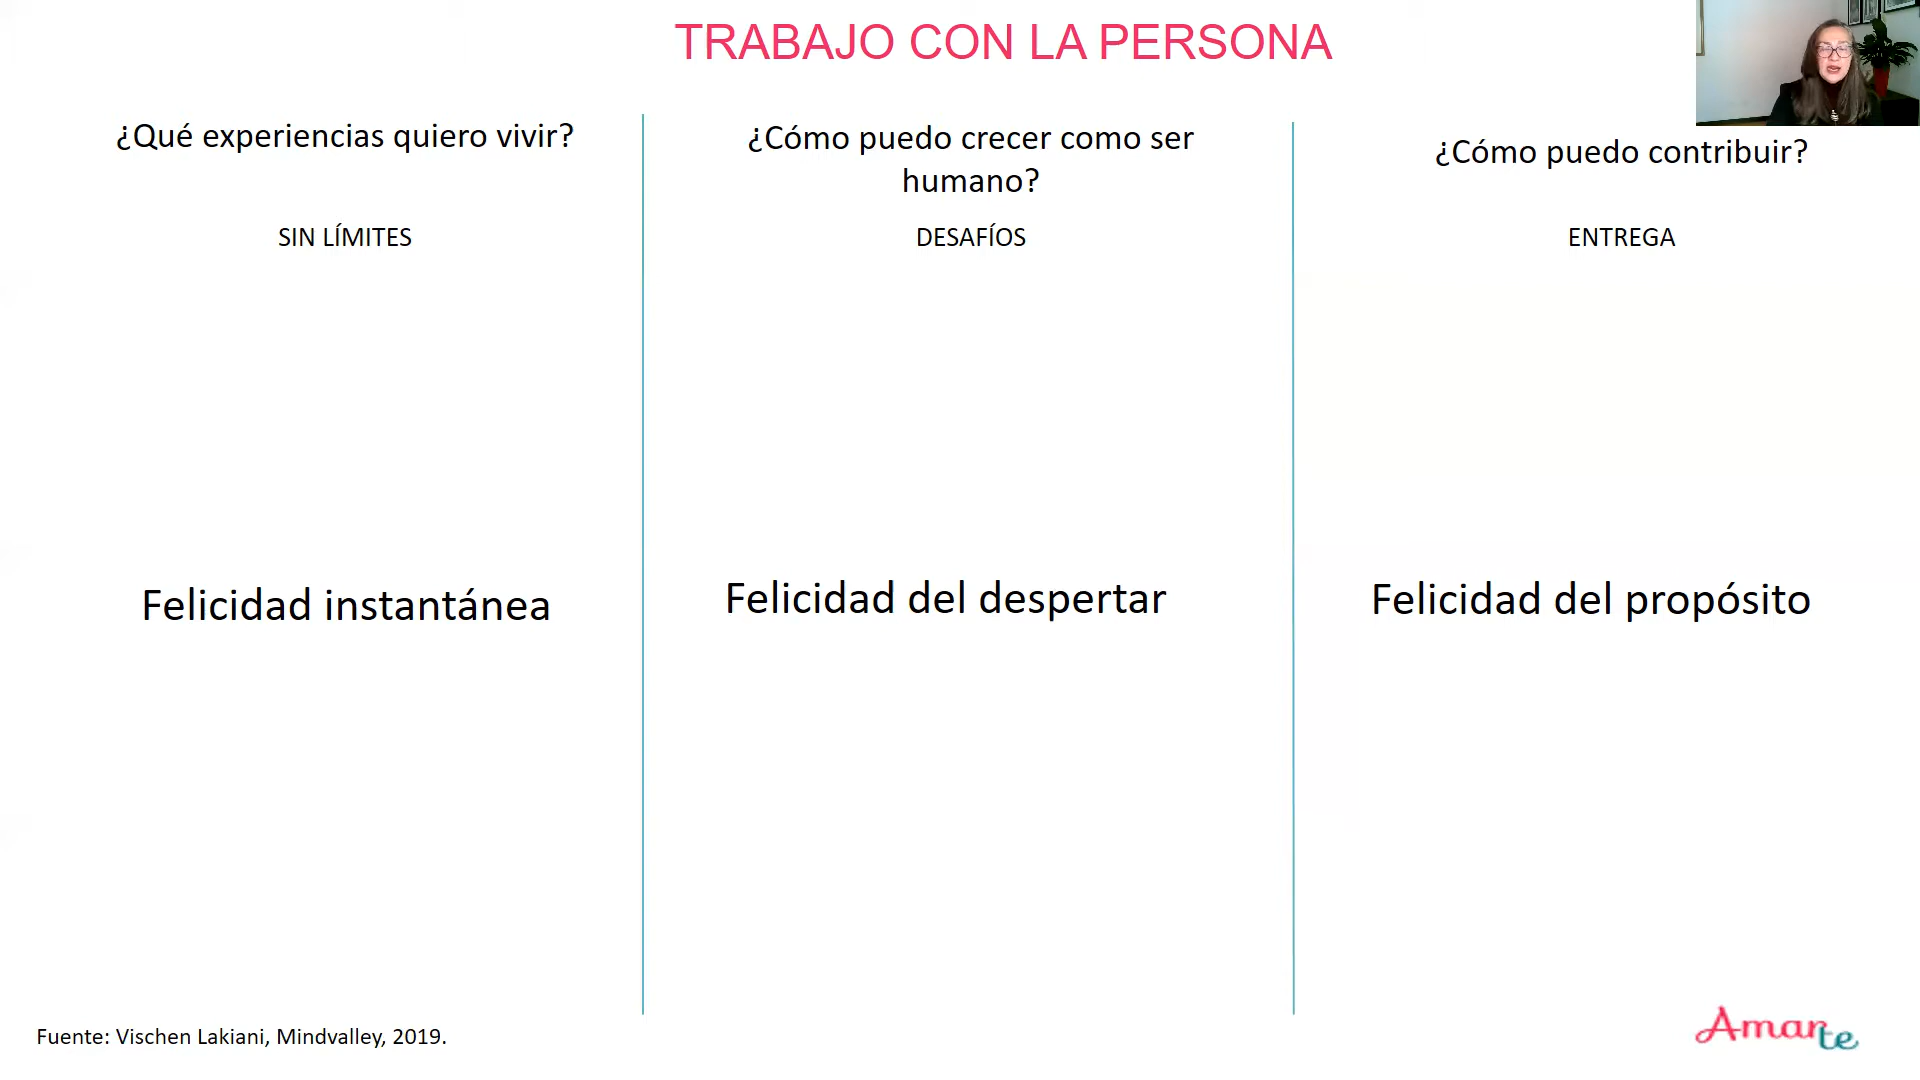 TRABAJO CON LA PERSONA
¿Qué experiencias quiero vivir?
SIN LÍMITES
Felicidad instantánea
¿Cómo puedo crecer como ser
humano?
DESAFÍOS
Felicidad del despertar
¿Cómo puedo contribuir?
ENTREGA
Felicidad del propósito
Fuente: Vischen Lakiani, Mindvalley, 2019.
Amarte